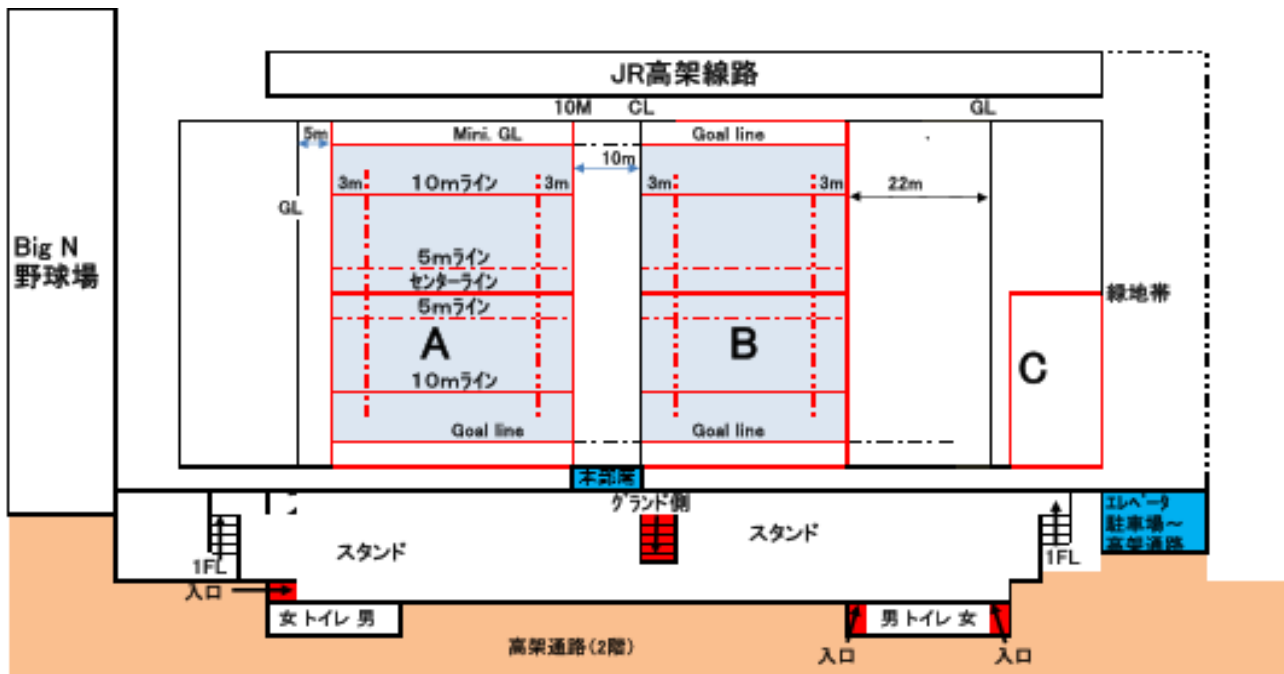 JR高架線路
10M
CL
GL
5m
Mini. GL
Goal line
10m
3m
10mライン
3m
3m
3m
22m
GL
Big N
野球場
5mライン
センターライン
5mライン
緑地帯
A
B
C
10mライン
Goal line
Goal line
グランド側
スタンド
スタンド
1FL
1FL
エレベータ
駐車場~
高架通路
入口
女トイレ 男
男トイレ 女
高架通路(2階)
入口
入口